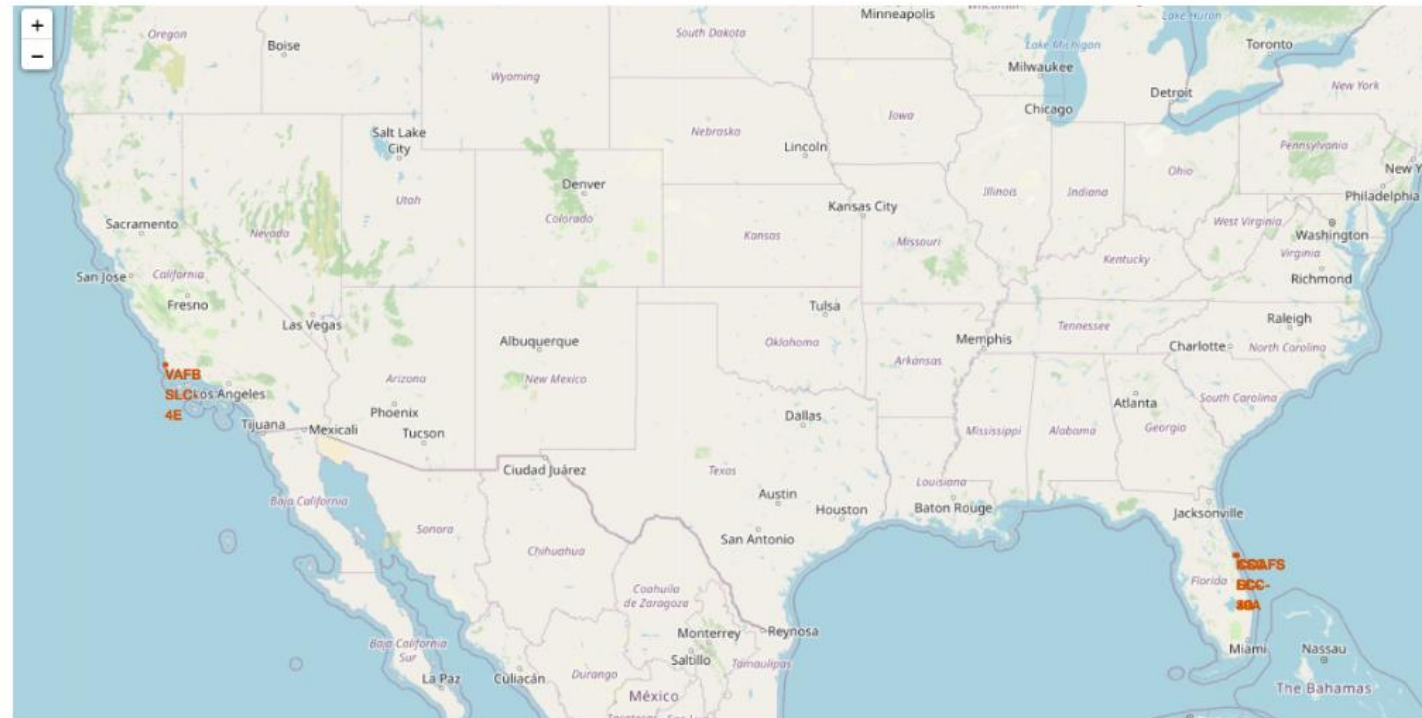 +
−
Minneapolis
Wisconsin
Lake Huron
Oregon
Boise
South Dakota
Lake Michigan
Toronto
Wyoming
Milwaukee
Detroit
New York
Chicago
Iowa
Salt Lake
City
Nebraska
Lincoln
Pennsylvania
New Y
Ohio
Denver
Utah
Illinois
Indiana
Philadelphia
Sacramento
Nevada
Colorado
Kansas City
Kansas
Missouri
West Virginia
Washington
Virginia
Kentucky
San Jose
California
Richmond
Fresno
Las Vegas
Tulsa
Raleigh
Tennessee
Albuquerque
Oklahoma
Memphis
Charlotte
North Carolina
Arkansas
VAFB
SLC-
4E
Los Angeles
Arizona
New Mexico
Phoenix
Tucson
Dallas
Atlanta
South Carolina
Tijuana
Mexicali
Mississippi
Alabama
Georgia
Ciudad Juárez
Texas
Louisiana
Baja California
Austin
Houston
Baton Rouge
Jacksonville
Sonora
San Antonio
Chihuahua
Florida
Coahuila
de Zaragoza
Baja California
Sur
Monterrey
Reynosa
Saltillo
Tamaulipas
Miami
Nassau
La Paz
Culiacán
Durango
México
The Bahamas